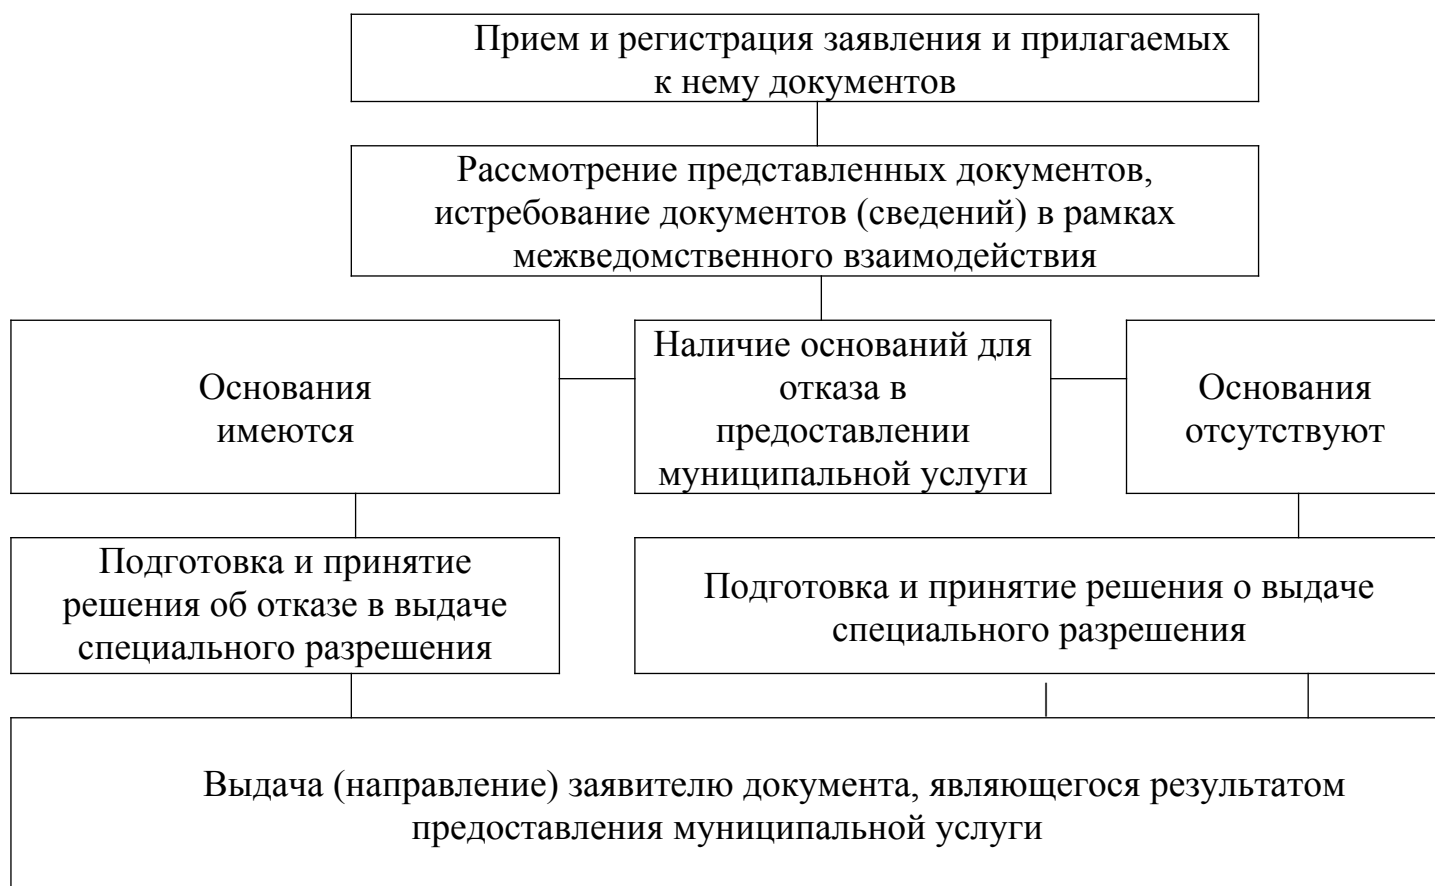 Прием и регистрация заявления и прилагаемых
к нему документов
Рассмотрение представленных документов,
истребование документов (сведений) в рамках
межведомственного взаимодействия
Основания
имеются
Наличие оснований для
отказа в
предоставлении
муниципальной услуги
Основания
отсутствуют
Подготовка и принятие
решения об отказе в выдаче
специального разрешения
Подготовка и принятие решения о выдаче
специального разрешения
Выдача (направление) заявителю документа, являющегося результатом
предоставления муниципальной услуги